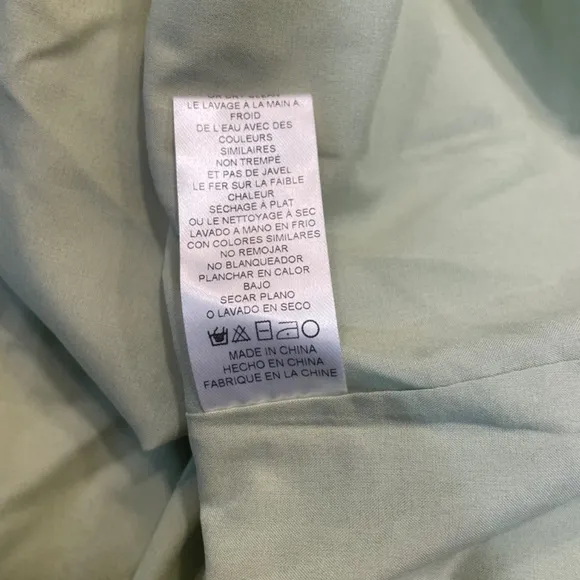 OR DRY CLEAN
LE LAVAGE A LA MAIN A
FROID
DE L'EAU AVEC DES
COULEURS
SIMILAIRES
NON TREMPÉ
ET PAS DE JAVEL
LE FER SUR LA FAIBLE
CHALEUR
SÉCHAGE À PLAT
OU LE NETTOYAGE À SEC
LAVADO A MANO EN FRIO
CON COLORES SIMILARES
NO REMOJAR
NO BLANQUEADOR
PLANCHAR EN CALOR
BAJO
SECAR PLANO
O LAVADO EN SECO
MADE IN CHINA
HECHO EN CHINA
FABRIQUE EN LA CHINE